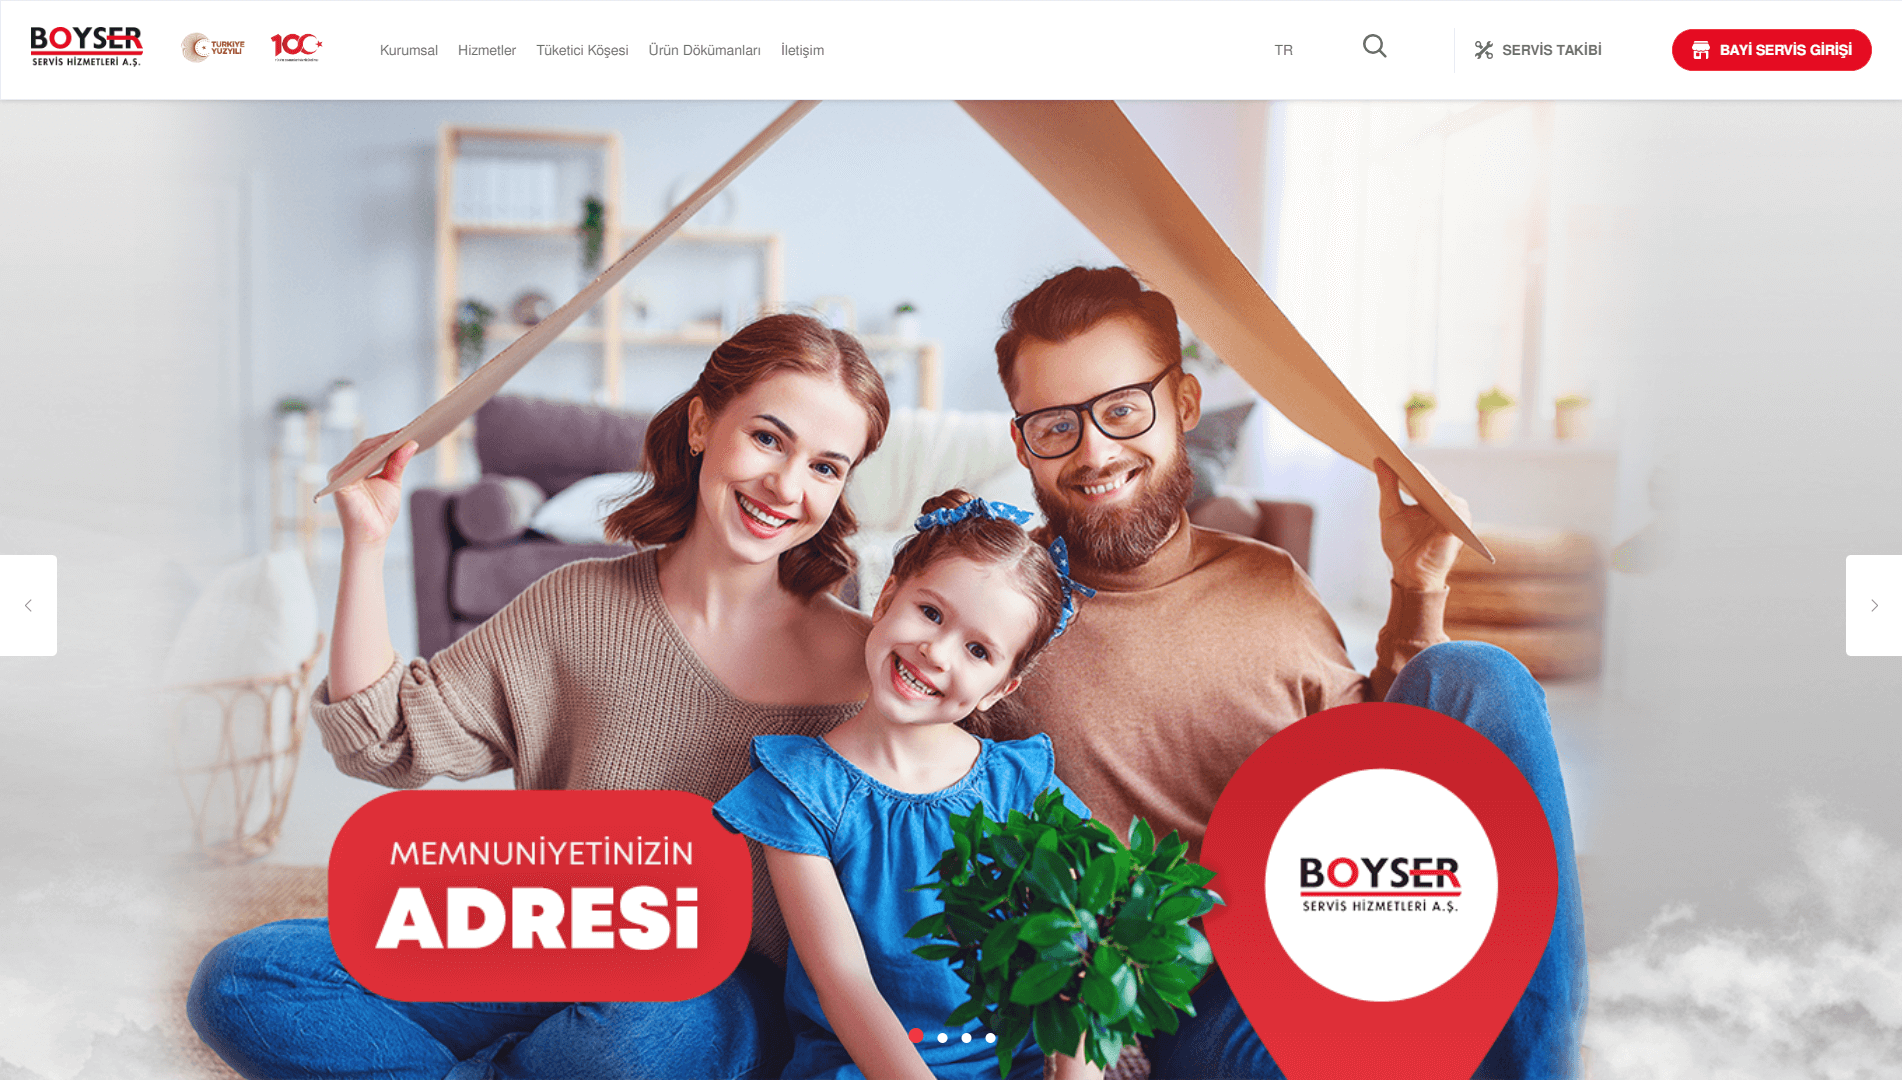 BOYSER
SERVİS HİZMETLERİ A.Ş.
TÜRKİYE
YÜZYILI
100
Kurumsal
Hizmetler
Tüketici Köşesi
Ürün Dökümanları
İletişim
TR
SERVİS TAKİBİ
BAYİ SERVİS GİRİŞİ
MEMNUNİYETİNİZİN
ADRESİ
BOYSER
SERVİS HİZMETLERİ A.Ş.